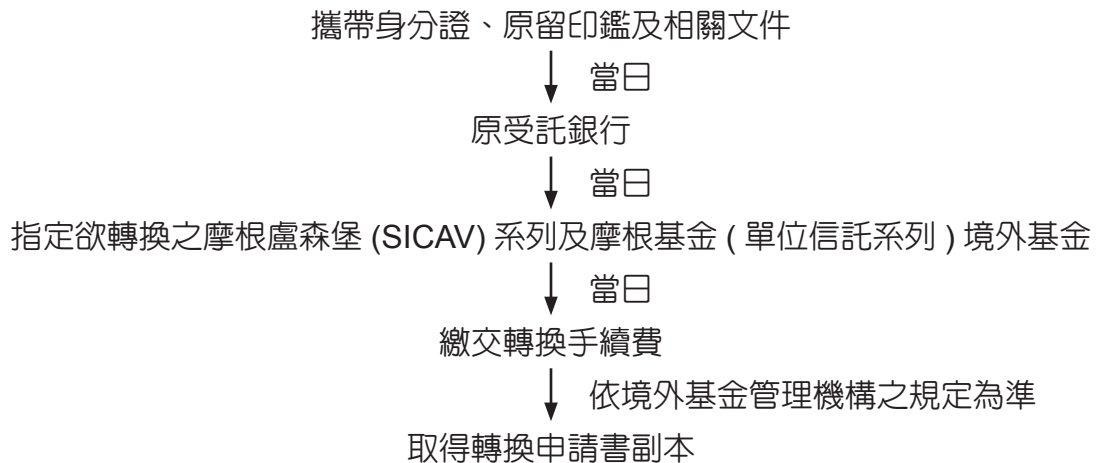 攜帶身分證、原留印鑑及相關文件
當日
原受託銀行
當日
指定欲轉換之摩根盧森堡 (SICAV) 系列及摩根基金 ( 單位信託系列 ) 境外基金
當日
繳交轉換手續費
依境外基金管理機構之規定為準
取得轉換申請書副本